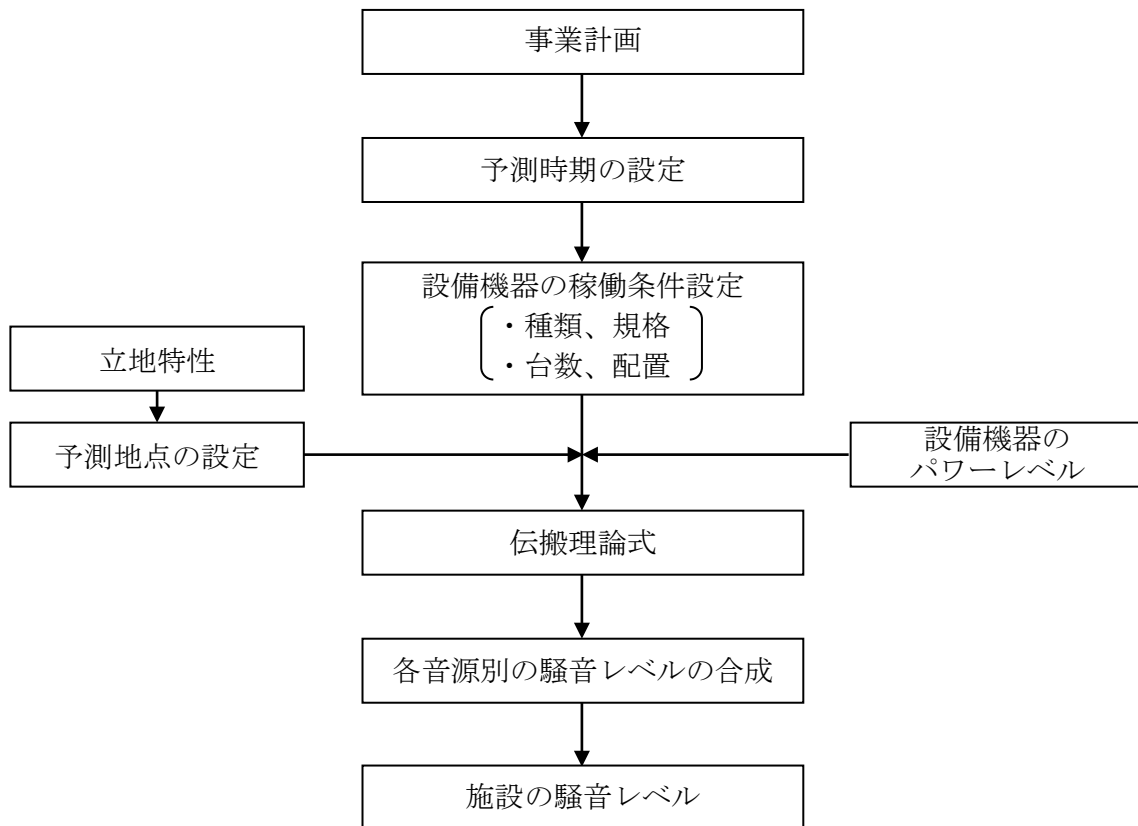 事業計画
予測時期の設定
設備機器の稼働条件設定
・種類、規格
・台数、配置
立地特性
予測地点の設定
設備機器の
パワーレベル
伝搬理論式
各音源別の騒音レベルの合成
施設の騒音レベル